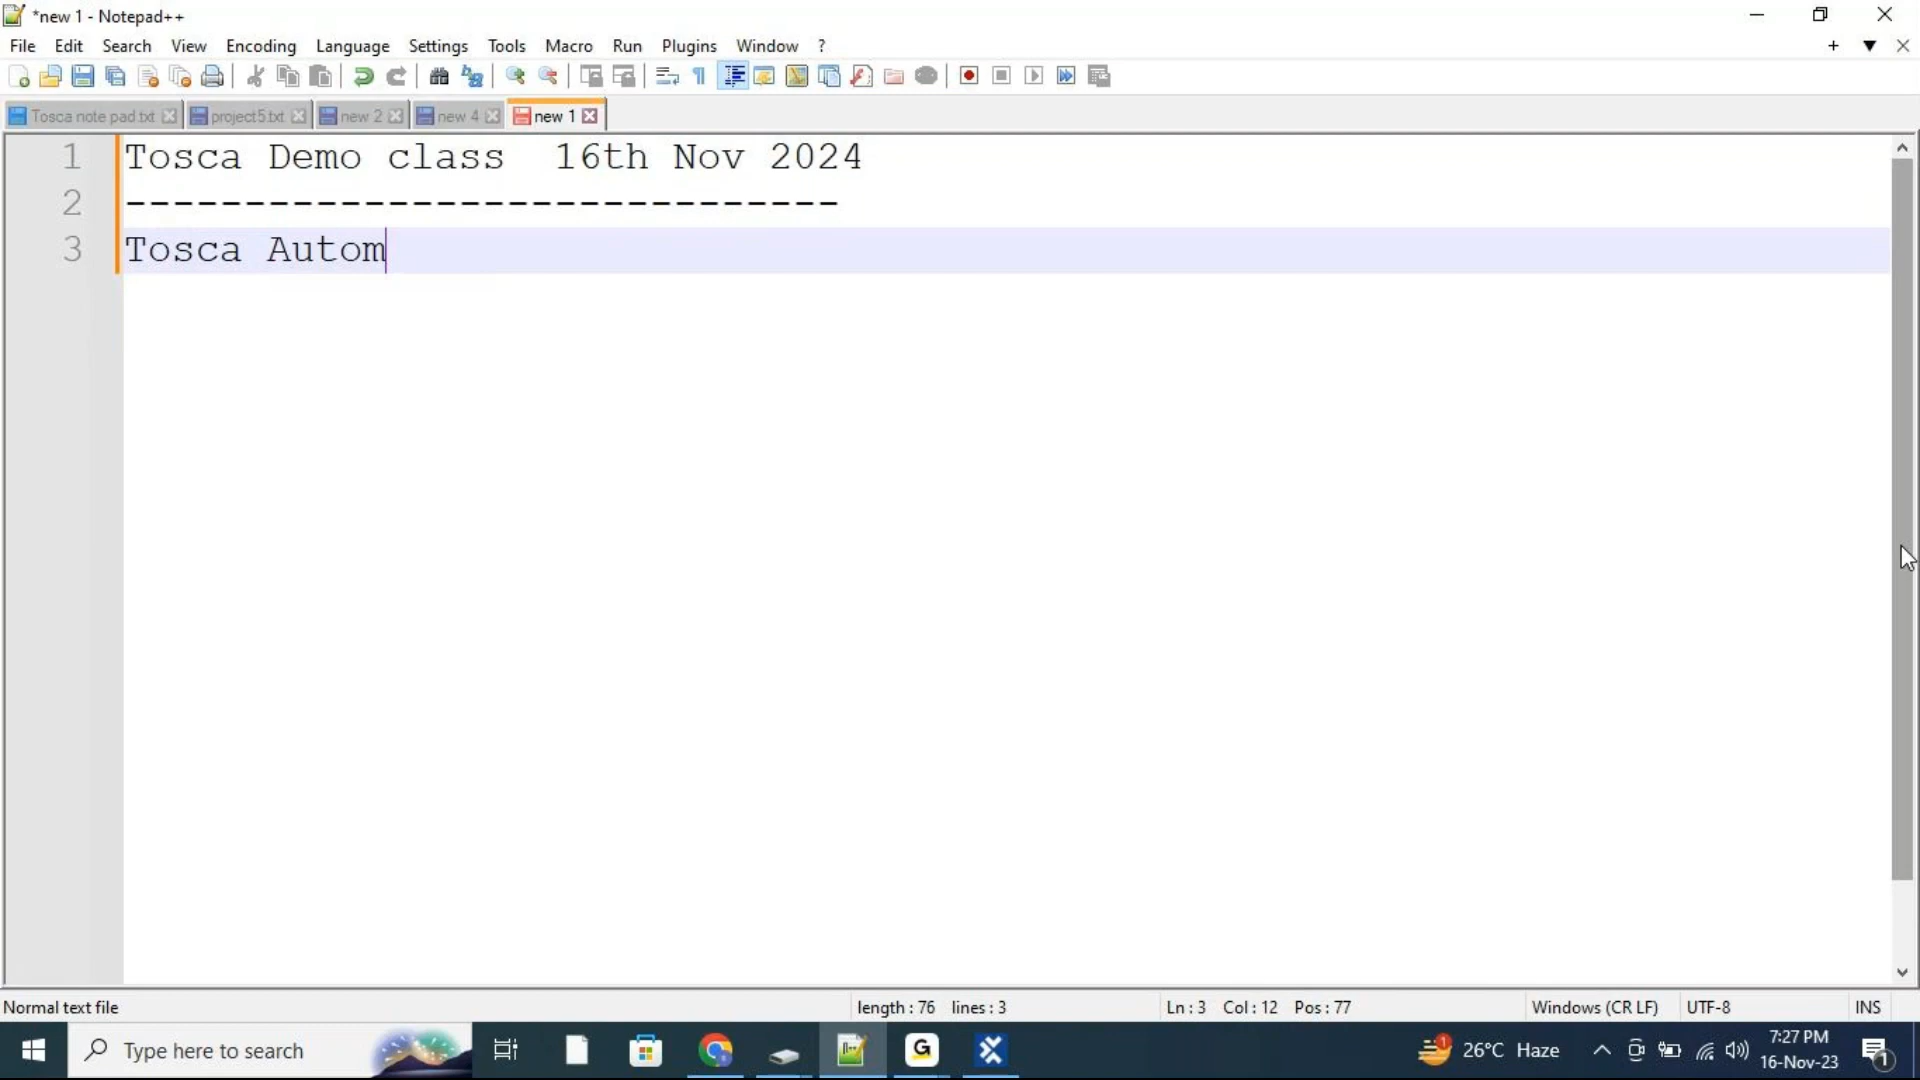 *new 1 - Notepad++
File Edit Search View Encoding Language Settings Tools Macro Run Plugins Window ?
Tosca note pad.txt project5.txt new 2 new 4 new 1
1 Tosca Demo class  16th Nov 2024
2 ------------------------------
3 Tosca Autom
Normal text file length : 76 lines : 3 Ln : 3 Col : 12 Pos : 77 Windows (CR LF) UTF-8 INS
Type here to search 26°C Haze 7:27 PM
16-Nov-23 1